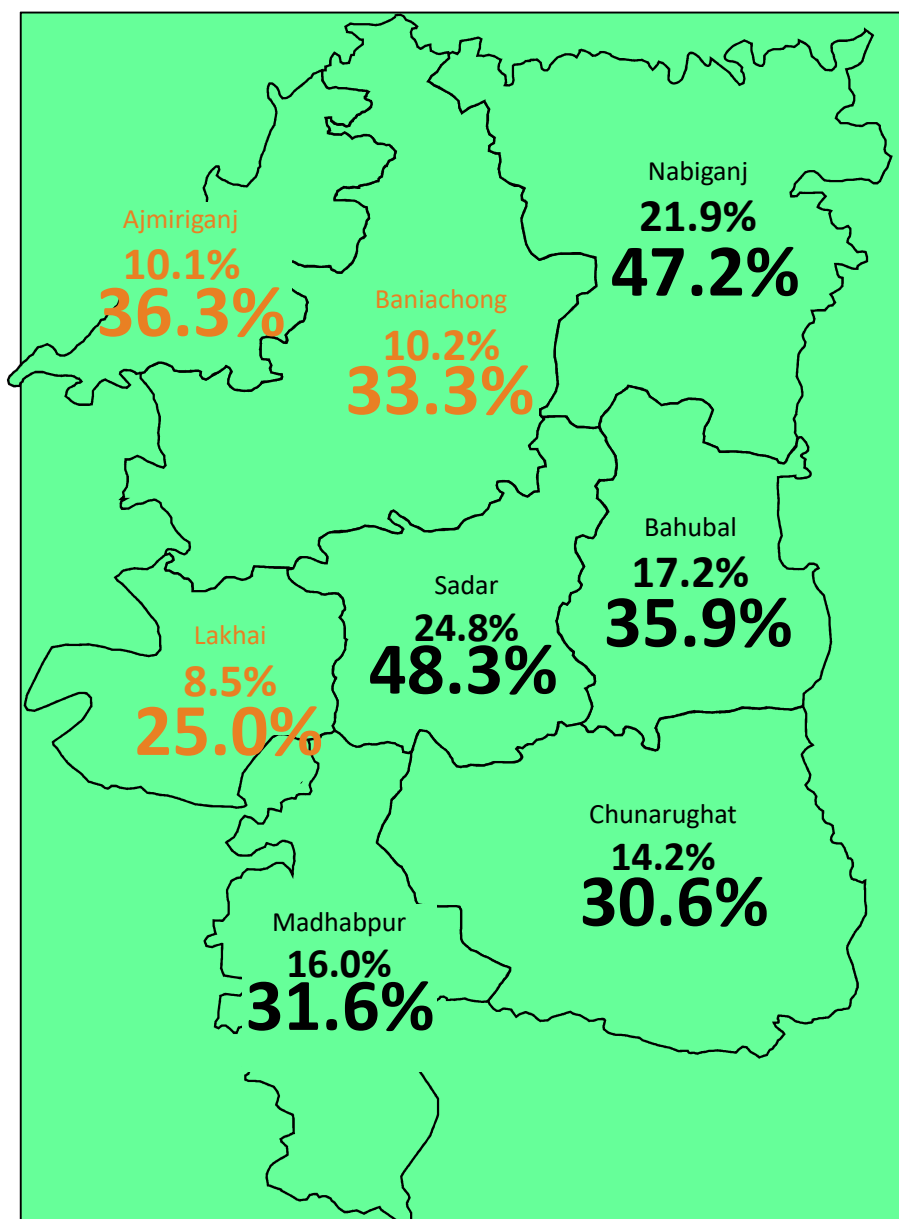 Nabiganj
21.9%
47.2%
Ajmiriganj
10.1%
36.3%
Baniachong
10.2%
33.3%
Bahubal
17.2%
35.9%
Sadar
24.8%
48.3%
Lakhai
8.5%
25.0%
Chunarughat
14.2%
30.6%
Madhabpur
16.0%
31.6%